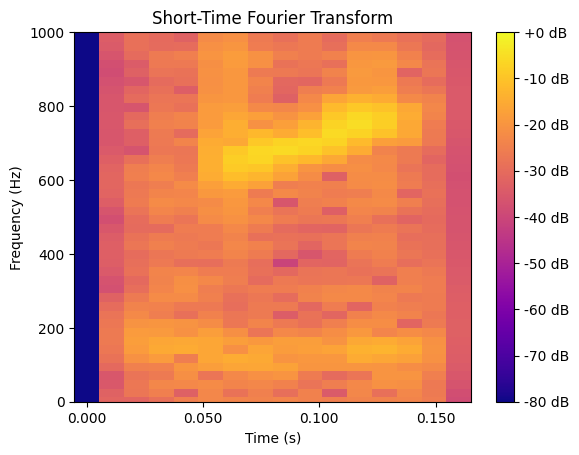 Short-Time Fourier Transform
1000
800
600
400
200
0
Frequency (Hz)
0.000
0.050
0.100
0.150
Time (s)
+0 dB
-10 dB
-20 dB
-30 dB
-40 dB
-50 dB
-60 dB
-70 dB
-80 dB